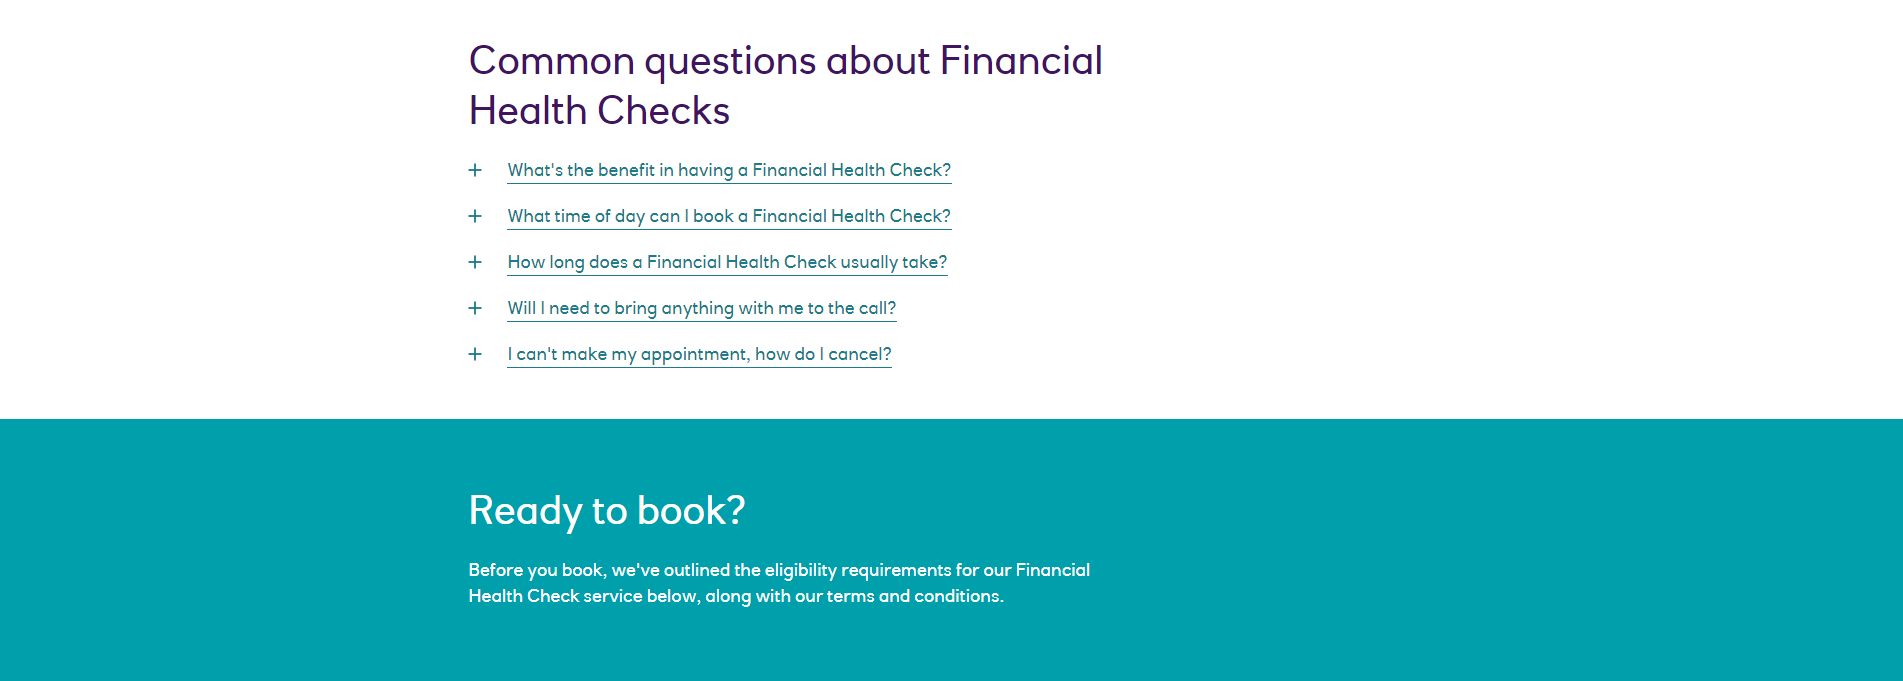 Common questions about Financial
Health Checks
What's the benefit in having a Financial Health Check?
What time of day can I book a Financial Health Check?
How long does a Financial Health Check usually take?
Will I need to bring anything with me to the call?
I can't make my appointment, how do I cancel?
Ready to book?
Before you book, we've outlined the eligibility requirements for our Financial
Health Check service below, along with our terms and conditions.